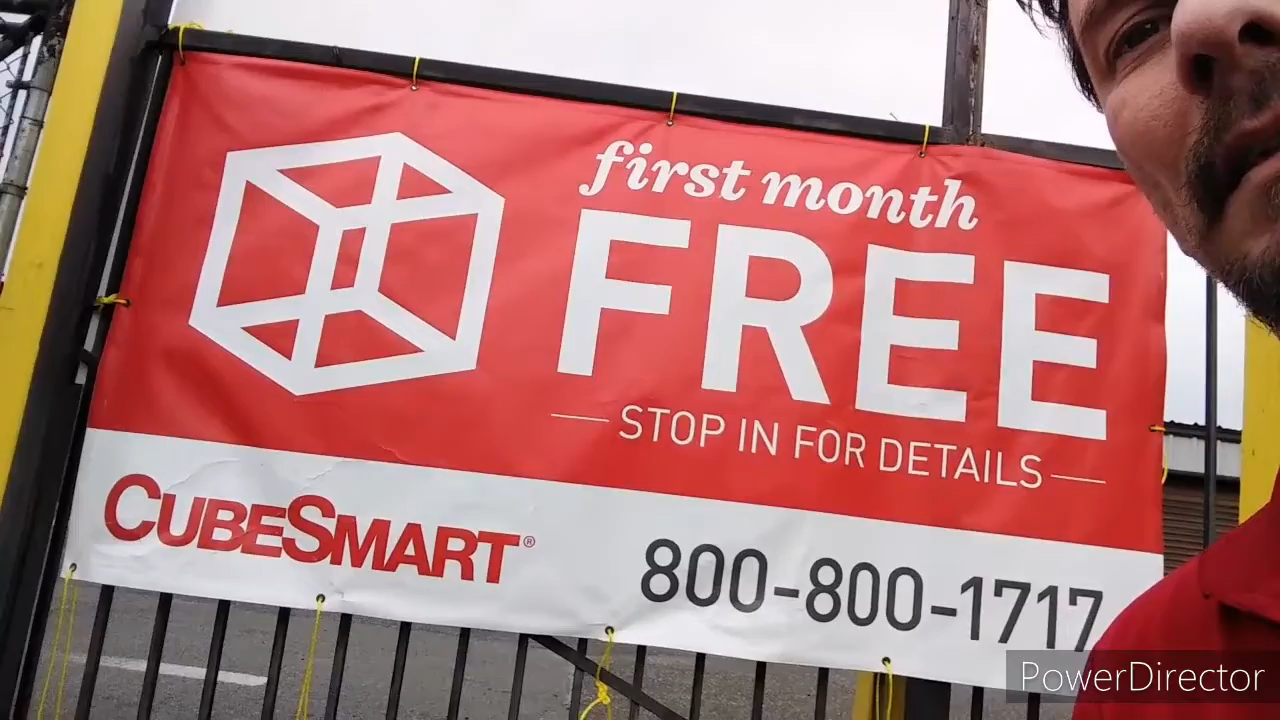 first month
FREE
STOP IN FOR DETAILS
CUBESMART®
800-800-1717
PowerDirector